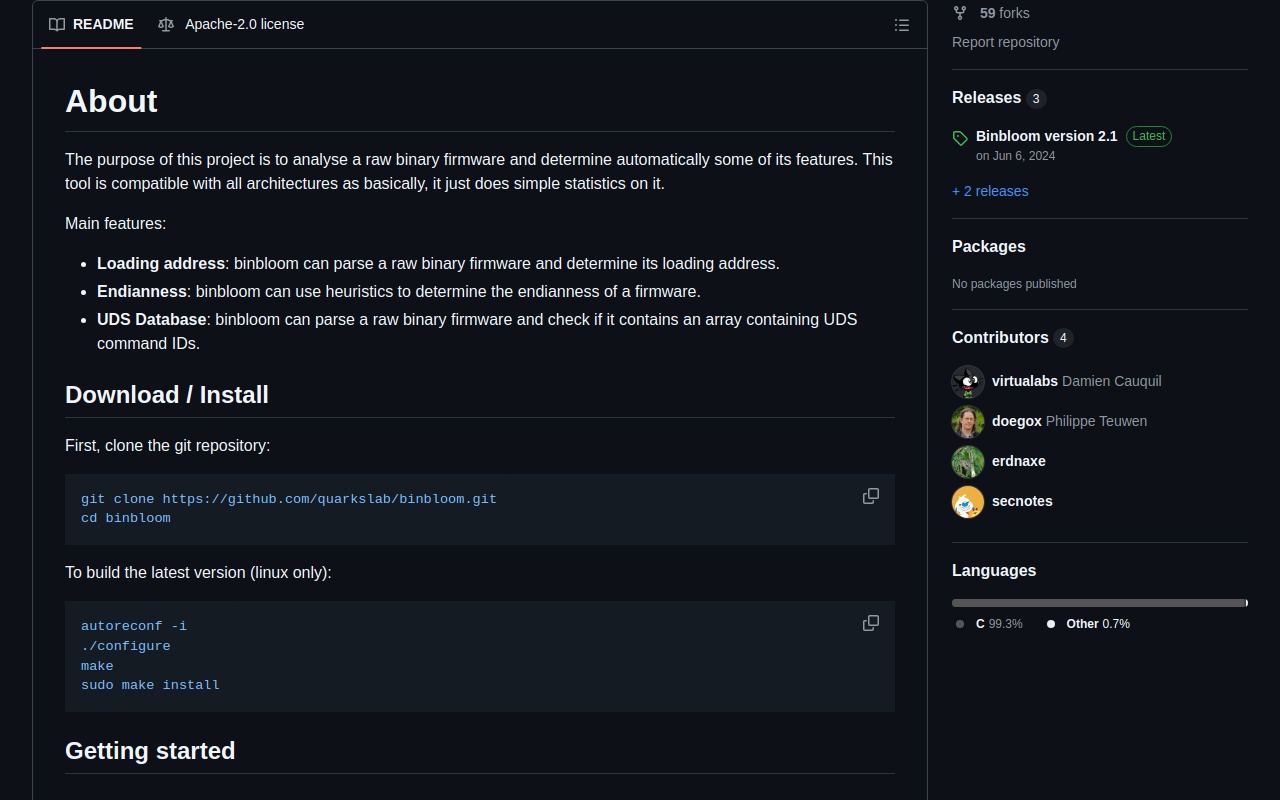 README
Apache-2.0 license
About
The purpose of this project is to analyse a raw binary firmware and determine automatically some of its features. This
tool is compatible with all architectures as basically, it just does simple statistics on it.
Main features:
Loading address: binbloom can parse a raw binary firmware and determine its loading address.
Endianness: binbloom can use heuristics to determine the endianness of a firmware.
UDS Database: binbloom can parse a raw binary firmware and check if it contains an array containing UDS
command IDs.
Download / Install
First, clone the git repository:
git clone https://github.com/quarkslab/binbloom.git
cd binbloom
To build the latest version (linux only):
autoreconf -i
./configure
make
sudo make install
Getting started
59 forks
Report repository
Releases 3
Binbloom version 2.1 Latest
on Jun 6, 2024
+ 2 releases
Packages
No packages published
Contributors 4
virtualabs Damien Cauquil
doegox Philippe Teuwen
erdnaxe
secnotes
Languages
C 99.3% Other 0.7%